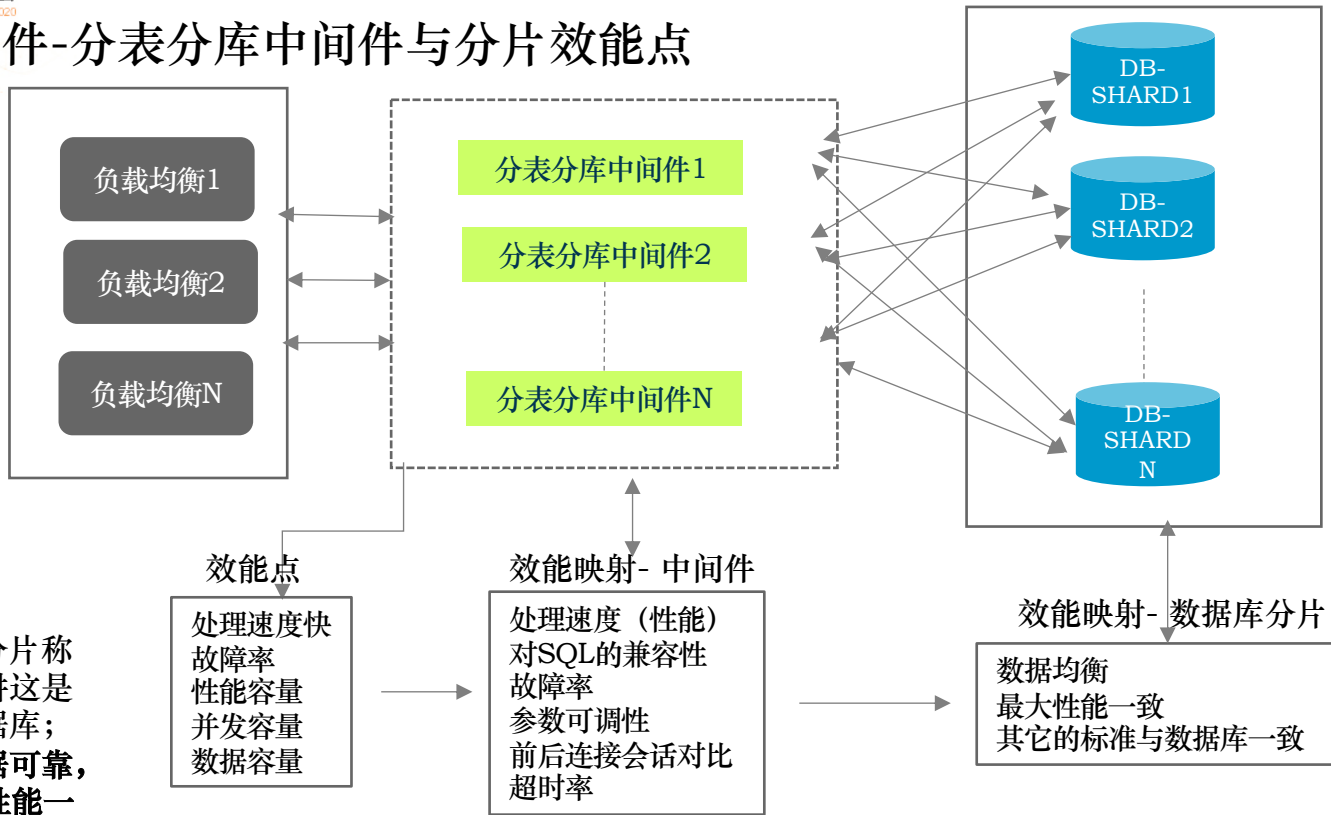 2020
件-分表分库中间件与分片效能点
负载均衡1
负载均衡2
负载均衡N
分表分库中间件1
分表分库中间件2
分表分库中间件N
DB-
SHARD1
DB-
SHARD2
DB-
SHARD
N
效能点
处理速度快
故障率
性能容量
并发容量
数据容量
效能映射- 中间件
处理速度（性能）
对SQL的兼容性
故障率
参数可调性
前后连接会话对比
超时率
效能映射- 数据库分片
数据均衡
最大性能一致
其它的标准与数据库一致
片称
这是
库；
可靠，
性能一